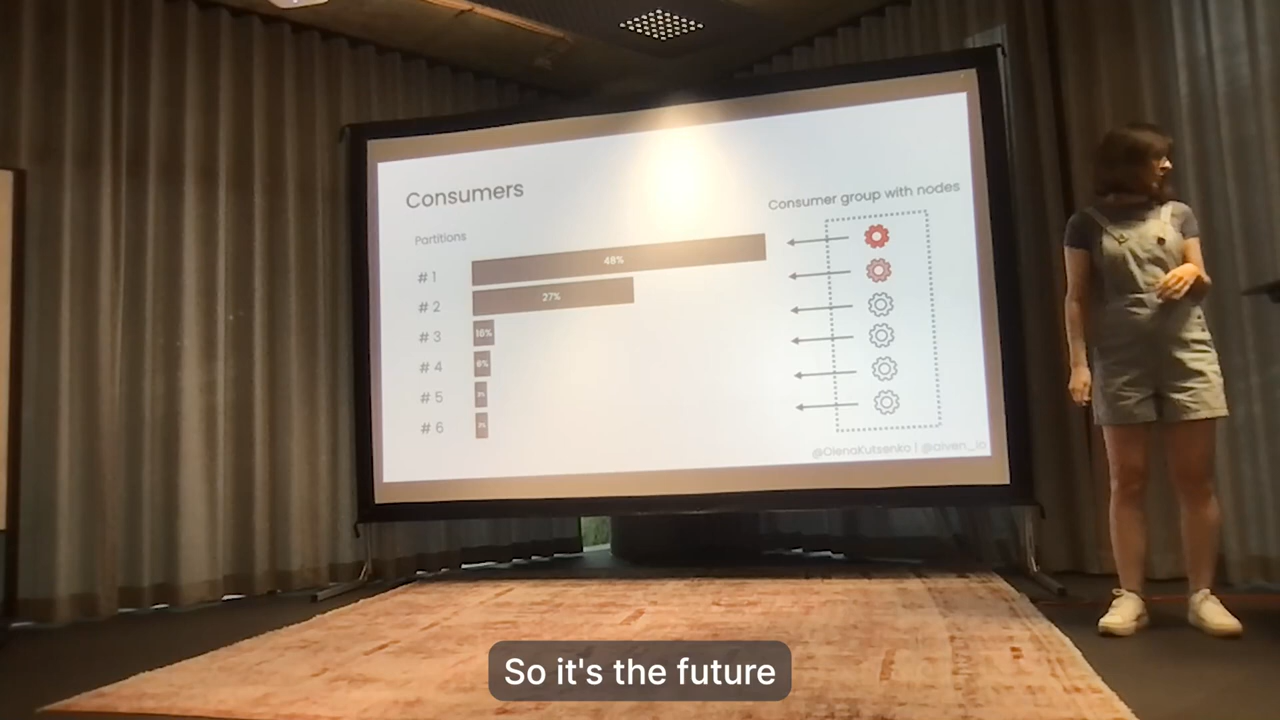 Consumers
Consumer group with nodes
Partitions
# 1
48%
# 2
27%
# 3
16%
# 4
6%
# 5
# 6
@OlenaKutsenko | @aiven_io
So it's the future